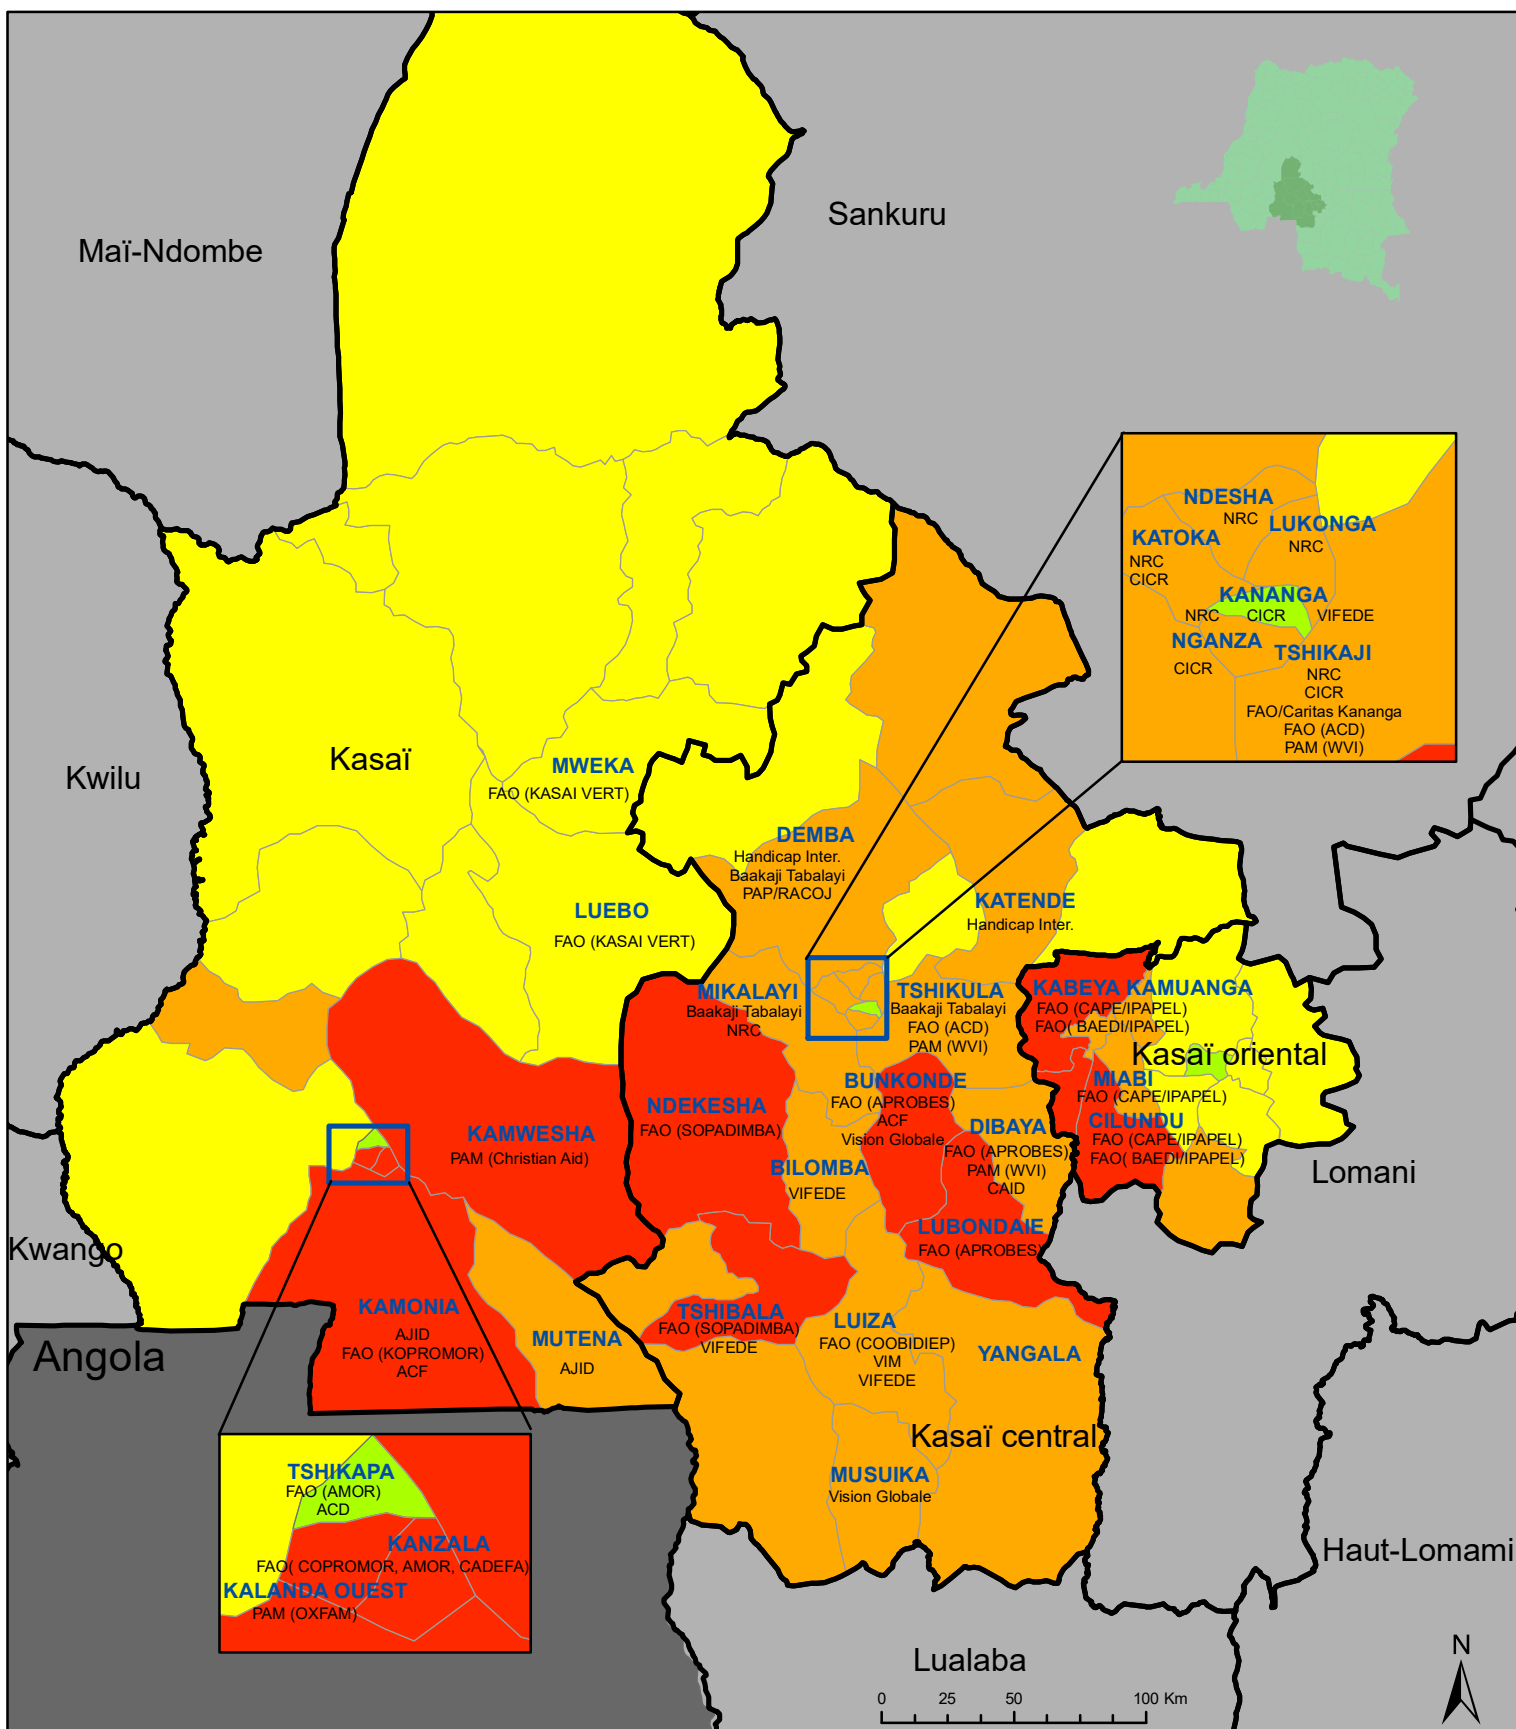 Sankuru
Maï-Ndombe
Kwilu
Kasaï
MWEKA
FAO (KASAI VERT)
LUEBO
FAO (KASAI VERT)
DEMBA
Handicap Inter.
Baakaji Tabalayi
PAP/RACOJ
KATENDE
Handicap Inter.
NDESHA
NRC
LUKONGA
NRC
KATOKA
NRC
CICR
KANANGA
NRC
CICR
VIFEDE
NGANZA
CICR
TSHIKAJI
NRC
CICR
FAO/Caritas Kananga
FAO (ACD)
PAM (WVI)
MIKALAYI
Baakaji Tabalayi
NRC
TSHIKULA
Baakaji Tabalayi
FAO (ACD)
PAM (WVI)
KABEYA KAMUANGA
FAO (CAPE/IPAPEL)
FAO( BAEDI/IPAPEL)
Kasaï oriental
MIABI
FAO (CAPE/IPAPEL)
CILUNDU
FAO (CAPE/IPAPEL)
FAO( BAEDI/IPAPEL)
BUNKONDE
FAO (APROBES)
ACF
Vision Globale
NDEKESHA
FAO (SOPADIMBA)
DIBAYA
FAO (APROBES)
PAM (WVI)
CAID
KAMWESHA
PAM (Christian Aid)
BILOMBA
VIFEDE
LUBONDAIE
FAO (APROBES)
Lomani
Kwango
Angola
KAMONIA
AJID
FAO (KOPROMOR)
ACF
MUTENA
AJID
TSHIBALA
FAO (SOPADIMBA)
VIFEDE
LUIZA
FAO (COOBIDIEP)
VIM
VIFEDE
YANGALA
Kasaï central
MUSUIKA
Vision Globale
TSHIKAPA
FAO (AMOR)
ACD
KANZALA
FAO( COPROMOR, AMOR, CADEFA)
KALANDA OUEST
PAM (OXFAM)
Haut-Lomami
Lualaba
N
0 25 50 100 Km